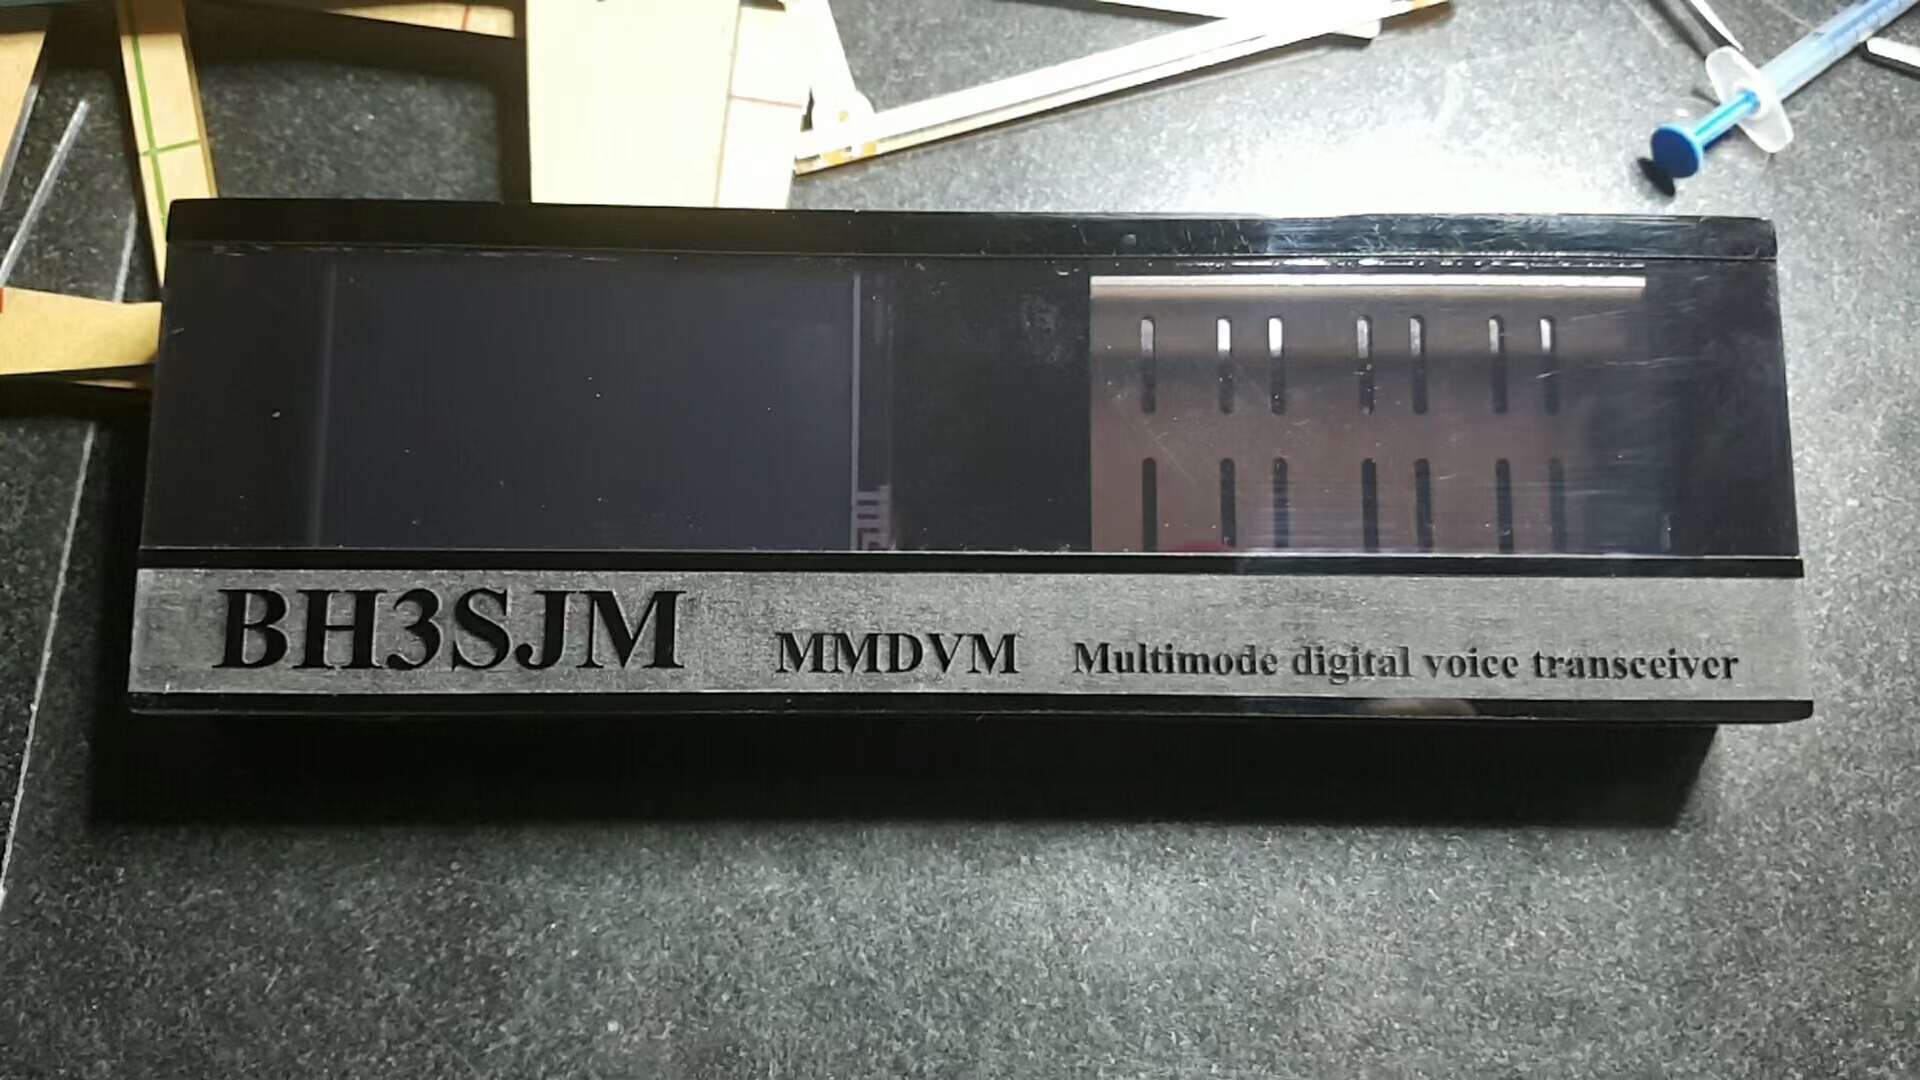 BH3SJM MMDVM Multimode digital voice transceiver